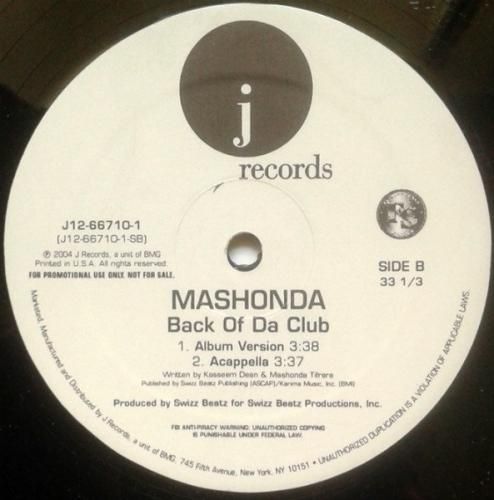 j
records
J12-66710-1
(J12-66710-1-SB)
℗ 2004 J Records, a unit of BMG
Printed in U.S.A. All rights reserved.
FOR PROMOTIONAL USE ONLY. NOT FOR SALE.
SIDE B
33 1/3
MASHONDA
Back Of Da Club
1. Album Version 3:38
2. Acappella 3:37
Written by Kasseem Dean & Mashonda Tifrere
Published by Swizz Beatz Publishing (ASCAP)/Karima Music, Inc. (BMI)
Produced by Swizz Beatz for Swizz Beatz Productions, Inc.
FBI ANTI-PIRACY WARNING: UNAUTHORIZED COPYING
IS PUNISHABLE UNDER FEDERAL LAW.
Marketed, Manufactured and Distributed by J Records, a unit of BMG, 745 Fifth Avenue, New York, NY 10151 • UNAUTHORIZED DUPLICATION IS A VIOLATION OF APPLICABLE LAWS.